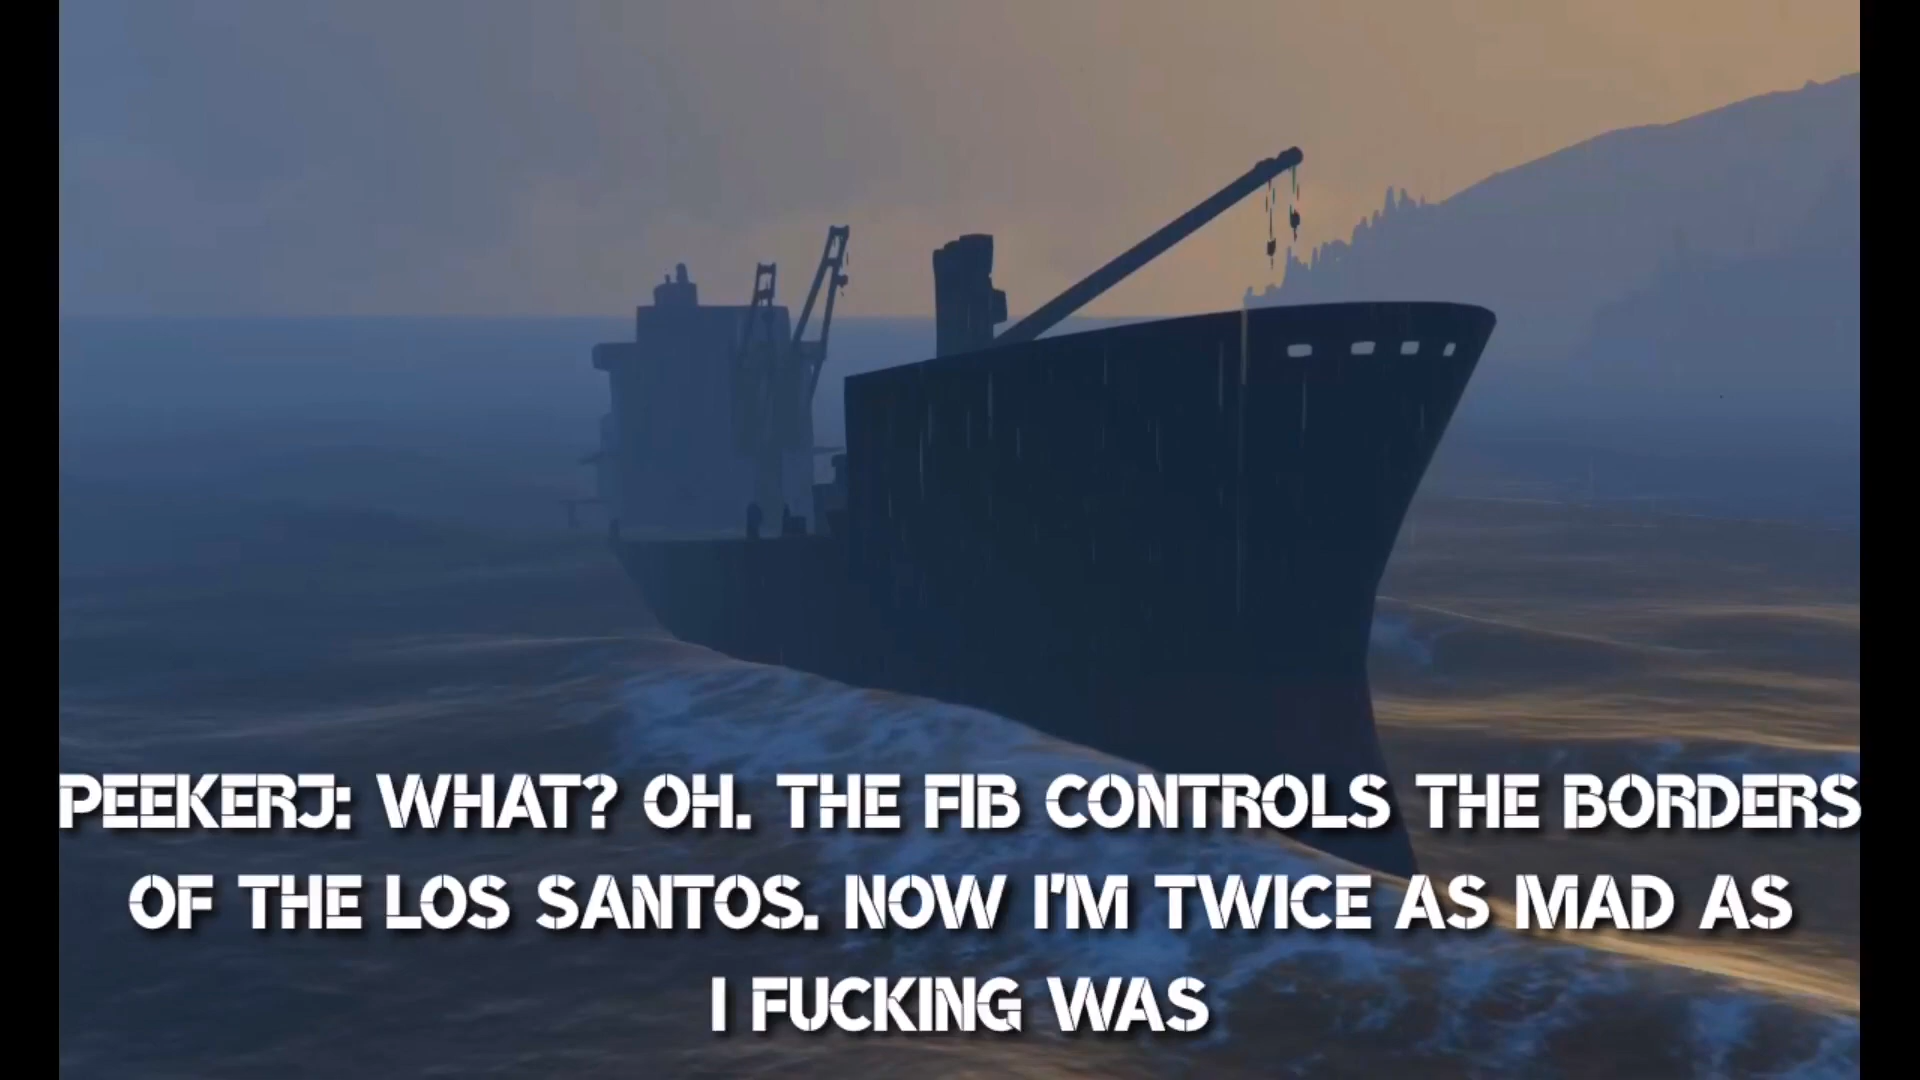 PEEKERJ: WHAT? OH. THE FIB CONTROLS THE BORDERS
OF THE LOS SANTOS. NOW I'M TWICE AS MAD AS
I FUCKING WAS